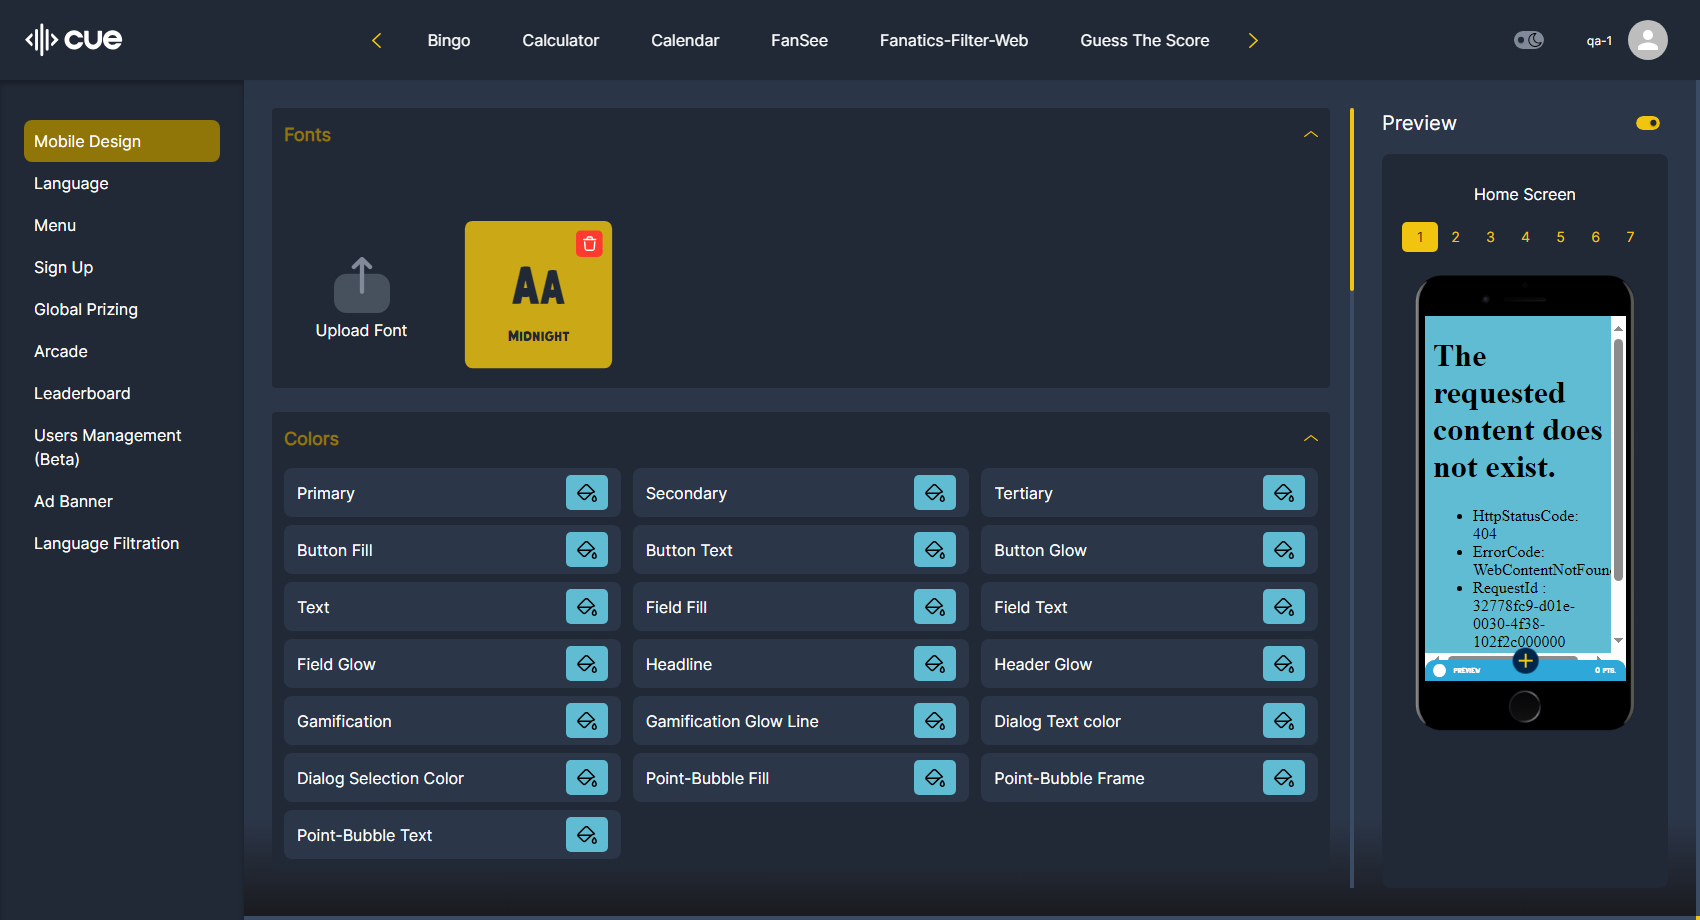 cue
Bingo
Calculator
Calendar
FanSee
Fanatics-Filter-Web
Guess The Score
qa-1
Mobile Design
Language
Menu
Sign Up
Global Prizing
Arcade
Leaderboard
Users Management
(Beta)
Ad Banner
Language Filtration
Fonts
Upload Font
AA
MIDNIGHT
Colors
Primary
Secondary
Tertiary
Button Fill
Button Text
Button Glow
Text
Field Fill
Field Text
Field Glow
Headline
Header Glow
Gamification
Gamification Glow Line
Dialog Text color
Dialog Selection Color
Point-Bubble Fill
Point-Bubble Frame
Point-Bubble Text
Preview
Home Screen
1 2 3 4 5 6 7
The
requested
content does
not exist.
HttpStatusCode:
404
ErrorCode:
WebContentNotFoun
RequestId :
32778fc9-d01e-
0030-4f38-
102f2c000000
PREVIEW
0 PTS.